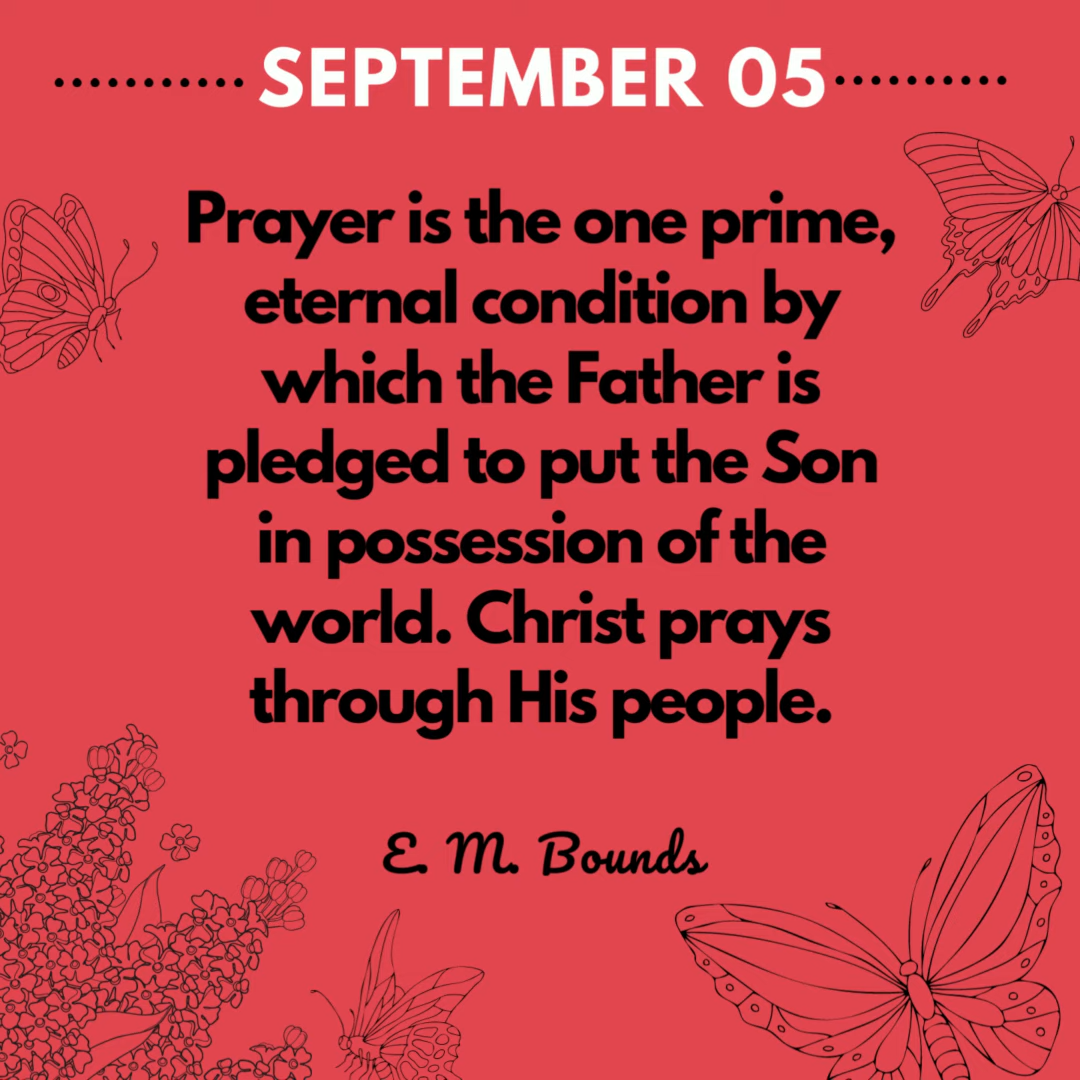 SEPTEMBER 05
Prayer is the one prime,
eternal condition by
which the Father is
pledged to put the Son
in possession of the
world. Christ prays
through His people.
E. M. Bounds